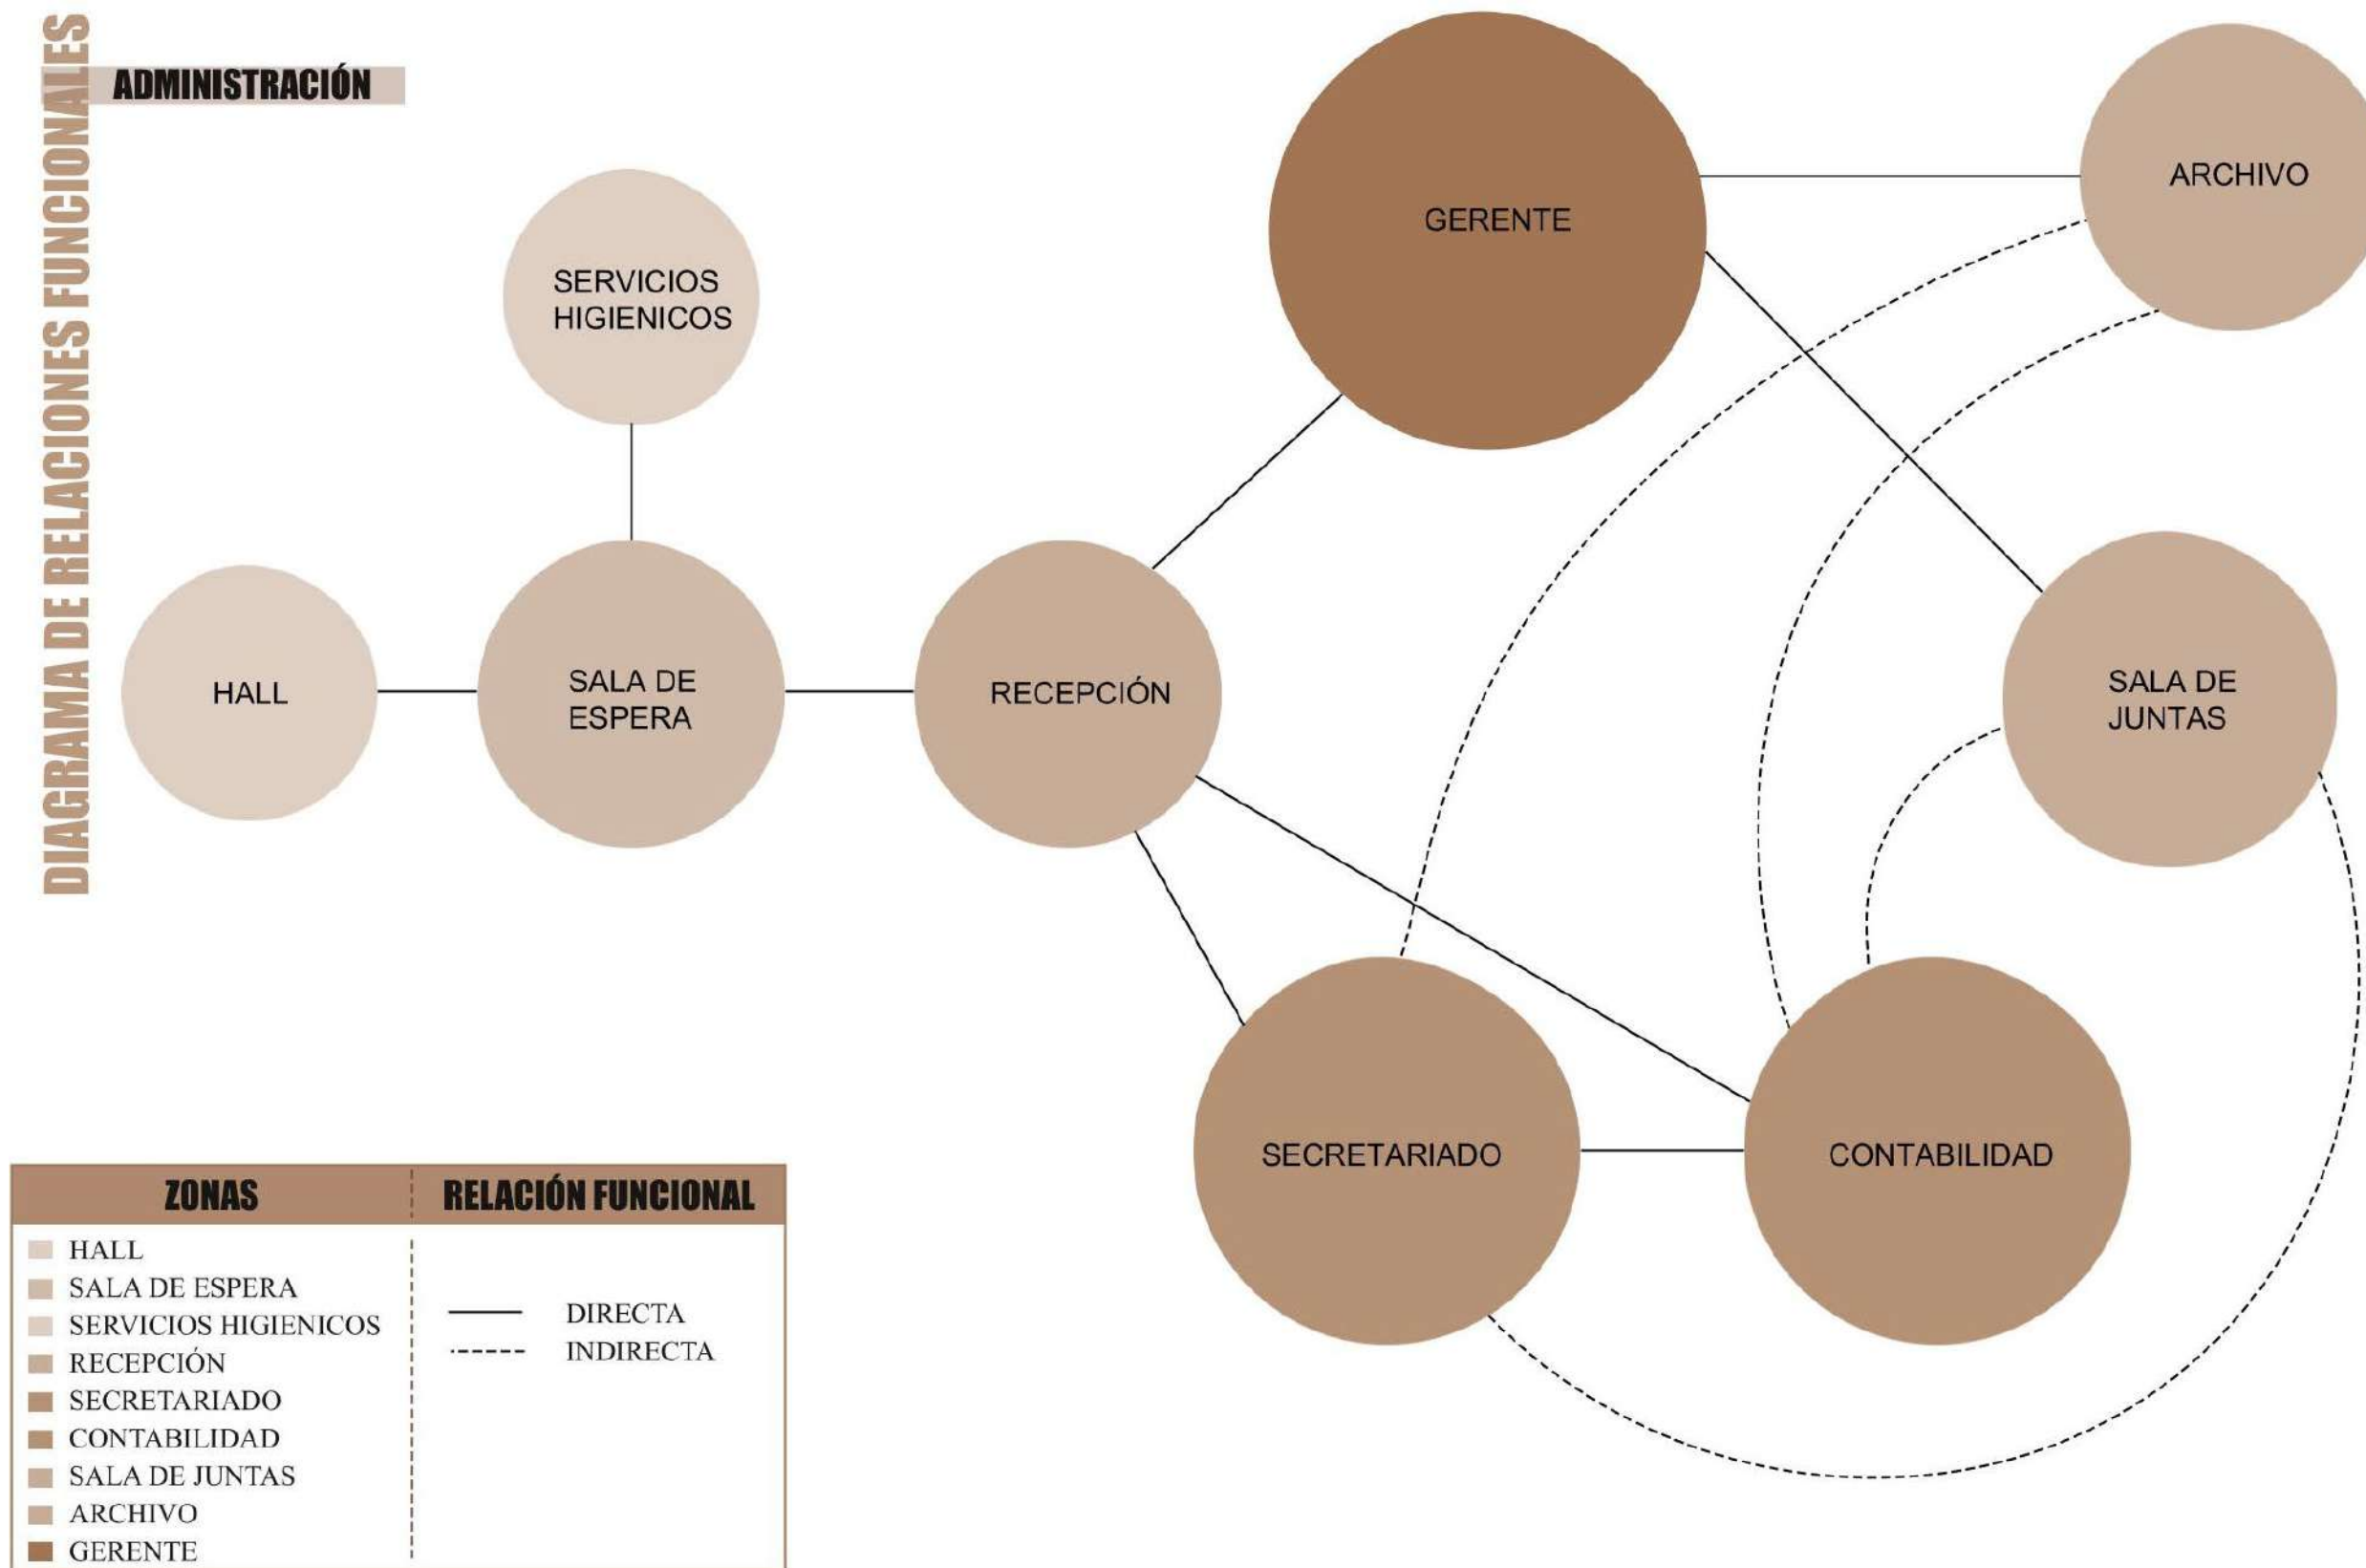 DIAGRAMA DE RELACIONES FUNCIONALES
ADMINISTRACIÓN
GERENTE
ARCHIVO
SERVICIOS
HIGIENICOS
HALL
SALA DE
ESPERA
RECEPCIÓN
SALA DE
JUNTAS
SECRETARIADO
CONTABILIDAD
ZONAS
HALL
SALA DE ESPERA
SERVICIOS HIGIENICOS
RECEPCIÓN
SECRETARIADO
CONTABILIDAD
SALA DE JUNTAS
ARCHIVO
GERENTE
RELACIÓN FUNCIONAL
DIRECTA
INDIRECTA